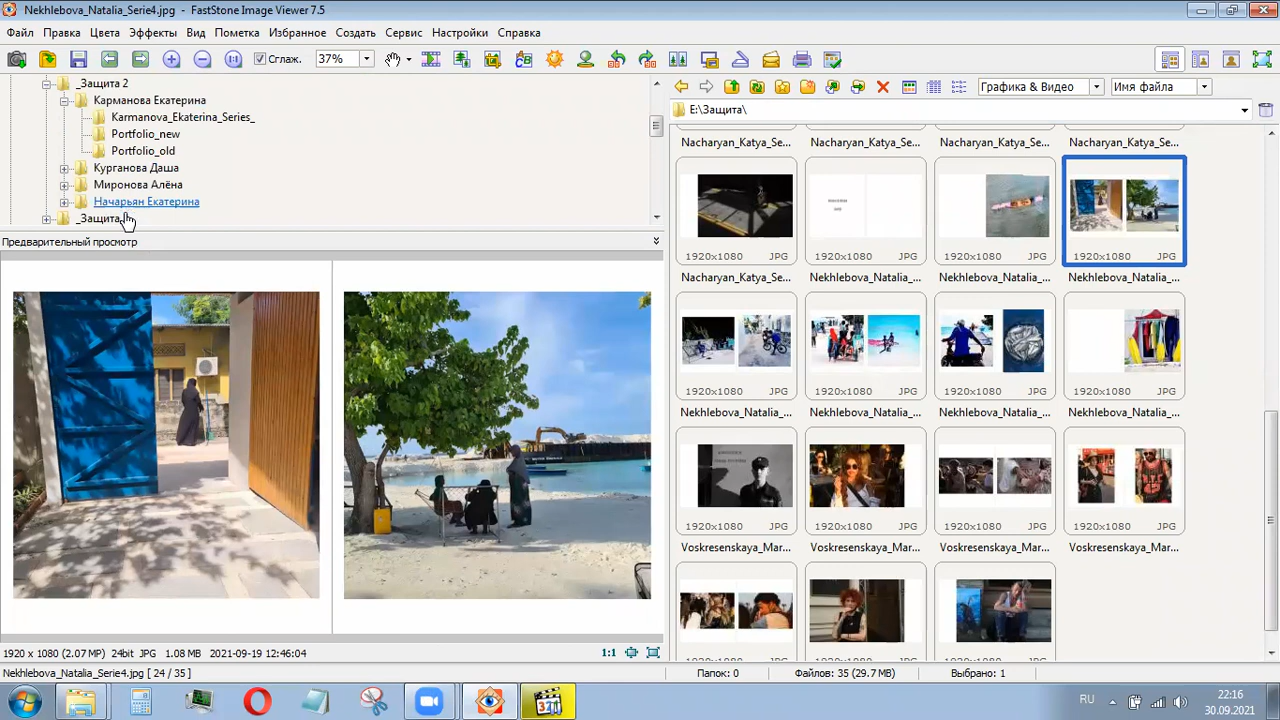 Nekhlebova_Natalia_Serie4.jpg - FastStone Image Viewer 7.5
Файл Правка Цвета Эффекты Вид Пометка Избранное Создать Сервис Настройки Справка
Сглаж. 37% Графика & Видео Имя файла
E:\Защита\
_Защита 2
Карманова Екатерина
Karmanova_Ekaterina_Series_
Portfolio_new
Portfolio_old
Курганова Даша
Миронова Алёна
Начарьян Екатерина
_Защита
Предварительный просмотр
Nacharyan_Katya_Se... Nacharyan_Katya_Se... Nacharyan_Katya_Se... Nacharyan_Katya_Se...
1920x1080 JPG 1920x1080 JPG 1920x1080 JPG 1920x1080 JPG
Nacharyan_Katya_Se... Nekhlebova_Natalia_... Nekhlebova_Natalia_... Nekhlebova_Natalia_...
1920x1080 JPG 1920x1080 JPG 1920x1080 JPG 1920x1080 JPG
Nekhlebova_Natalia_... Nekhlebova_Natalia_... Nekhlebova_Natalia_... Nekhlebova_Natalia_...
1920x1080 JPG 1920x1080 JPG 1920x1080 JPG 1920x1080 JPG
Voskresenskaya_Mar... Voskresenskaya_Mar... Voskresenskaya_Mar... Voskresenskaya_Mar...
1920 x 1080 (2.07 MP) 24bit JPG 1.08 MB 2021-09-19 12:46:04 1:1
Nekhlebova_Natalia_Serie4.jpg [ 24 / 35 ] Папок: 0 Файлов: 35 (29.7 MB) Выбрано: 1
RU 22:16
30.09.2021